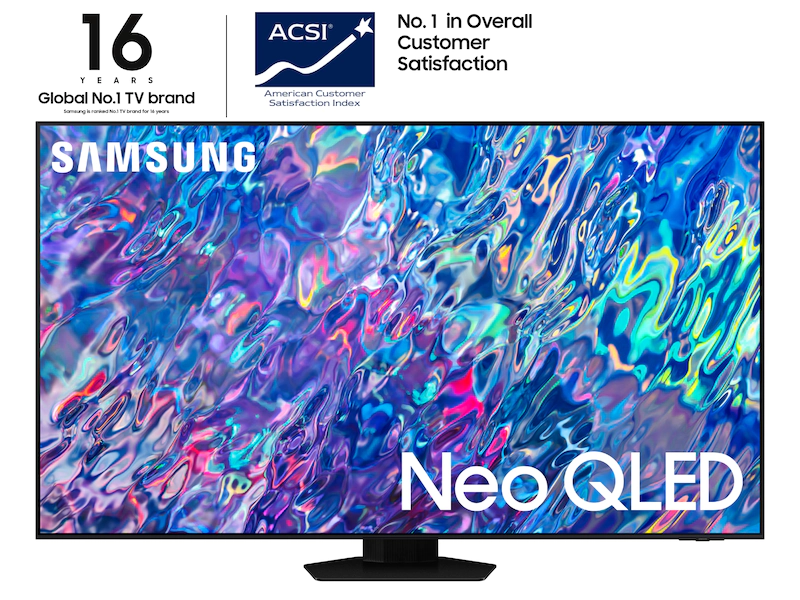 16
YEARS
Global No.1 TV brand
Samsung is ranked No.1 TV brand for 16 years
ACSI®
American Customer
Satisfaction Index
No. 1 in Overall
Customer
Satisfaction
SAMSUNG
Neo QLED